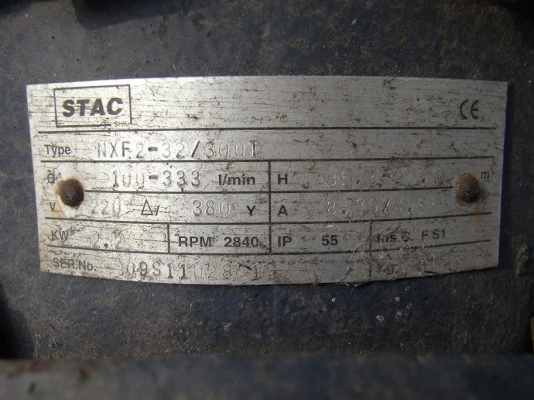 STAC
CE
Type NXF2-32/300T
Q 100-333 l/min H m
V 220 Δ/ 380 Y A
KW 2.2 RPM 2840 IP 55 Ins.C. F S1
SER.No.